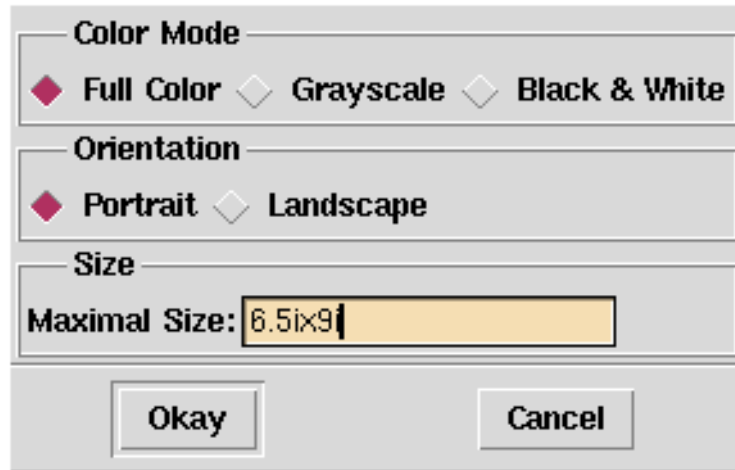 Color Mode
Full Color Grayscale Black & White
Orientation
Portrait Landscape
Size
Maximal Size: 6.5ix9i
Okay Cancel